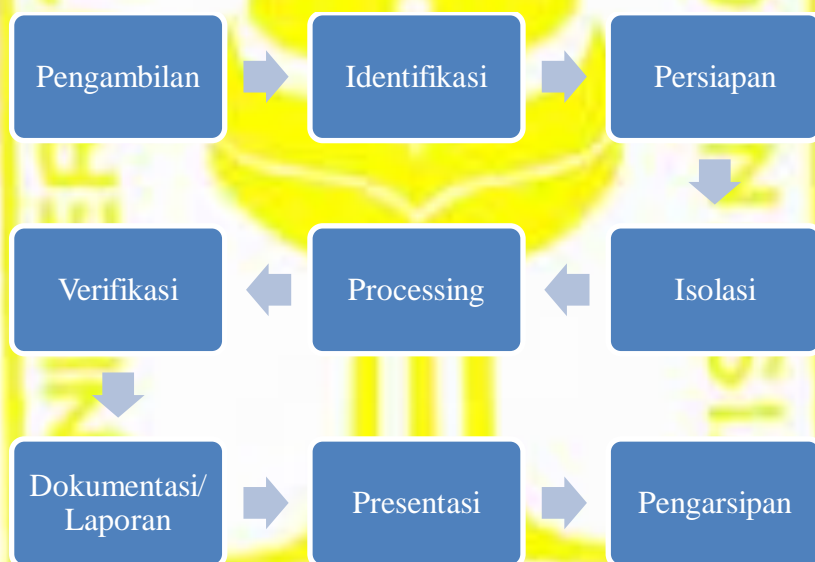 Pengambilan
Identifikasi
Persiapan
Isolasi
Processing
Verifikasi
Dokumentasi/
Laporan
Presentasi
Pengarsipan